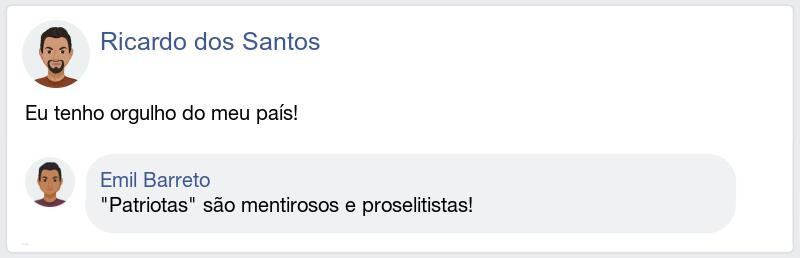 Ricardo dos Santos
Eu tenho orgulho do meu país!
Emil Barreto
"Patriotas" são mentirosos e proselitistas!